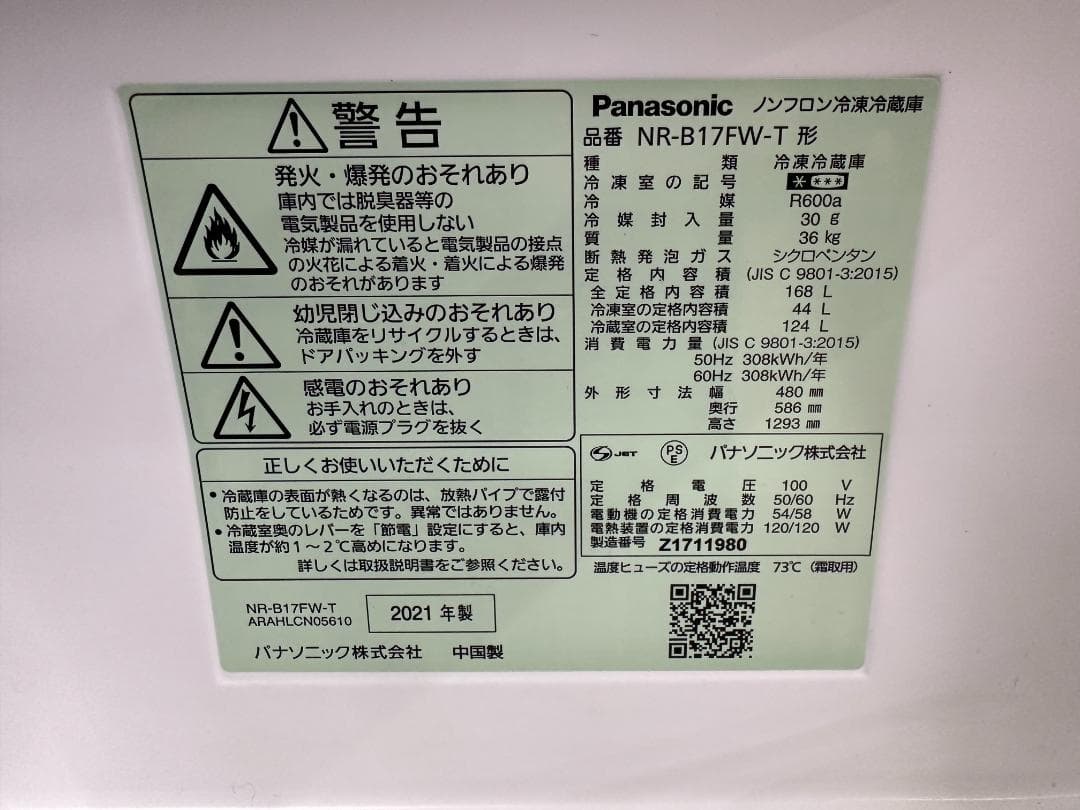 警告
発火・爆発のおそれあり
庫内では脱臭器等の
電気製品を使用しない
冷媒が漏れていると電気製品の接点
の火花による着火・着火による爆発
のおそれがあります
幼児閉じ込みのおそれあり
冷蔵庫をリサイクルするときは、
ドアパッキングを外す
感電のおそれあり
お手入れのときは、
必ず電源プラグを抜く
正しくお使いいただくために
・冷蔵庫の表面が熱くなるのは、放熱パイプで露付
防止をしているためです。異常ではありません。
・冷蔵室奥のレバーを「節電」設定にすると、庫内
温度が約1～2℃高めになります。
詳しくは取扱説明書をご参照ください。
NR-B17FW-T
ARAHLCN05610
2021 年製
パナソニック株式会社 中国製
Panasonic ノンフロン冷凍冷蔵庫
品番 NR-B17FW-T 形
種類 冷凍冷蔵庫
冷凍室の記号 ＊＊＊＊
冷媒 R600a
冷媒封入量 30 g
質量 36 kg
断熱発泡ガス シクロペンタン
定格内容積 (JIS C 9801-3:2015)
全定格内容積 168 L
冷凍室の定格内容積 44 L
冷蔵室の定格内容積 124 L
消費電力量 (JIS C 9801-3:2015)
50Hz 308kWh/年
60Hz 308kWh/年
外形寸法 幅 480 mm
奥行 586 mm
高さ 1293 mm
JET PS E パナソニック株式会社
定格電圧 100 V
定格周波数 50/60 Hz
電動機の定格消費電力 54/58 W
電熱装置の定格消費電力 120/120 W
製造番号 Z1711980
温度ヒューズの定格動作温度 73℃ (霜取用)